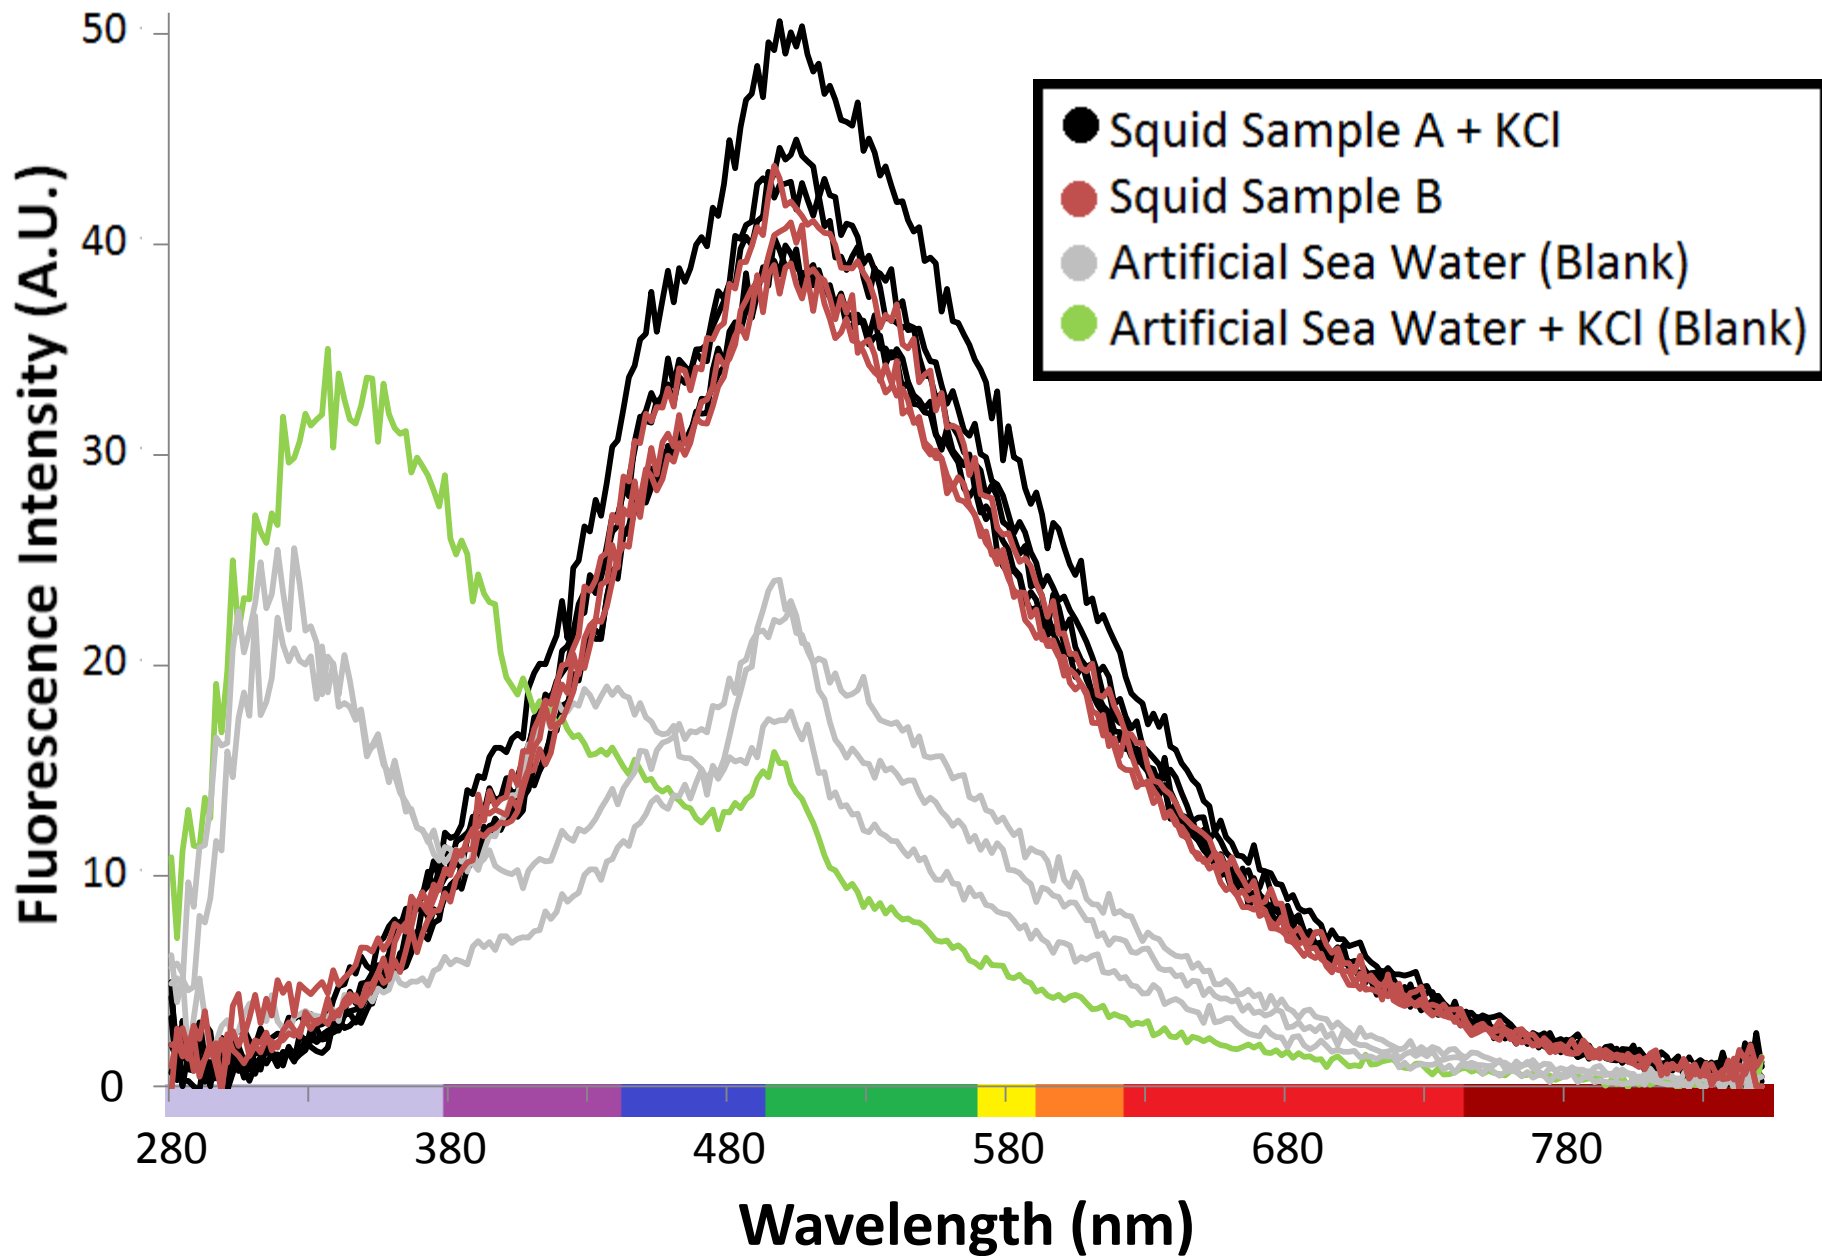 50
40
30
20
10
0
Fluorescence Intensity (A.U.)
Squid Sample A + KCl
Squid Sample B
Artificial Sea Water (Blank)
Artificial Sea Water + KCl (Blank)
280 380 480 580 680 780
Wavelength (nm)